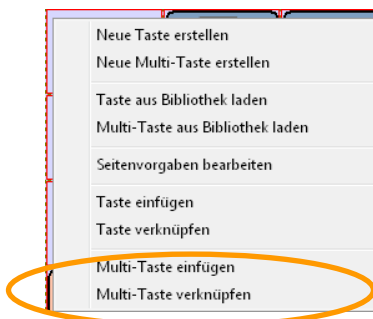 Neue Taste erstellen
Neue Multi-Taste erstellen
Taste aus Bibliothek laden
Multi-Taste aus Bibliothek laden
Seitenvorgaben bearbeiten
Taste einfügen
Taste verknüpfen
Multi-Taste einfügen
Multi-Taste verknüpfen